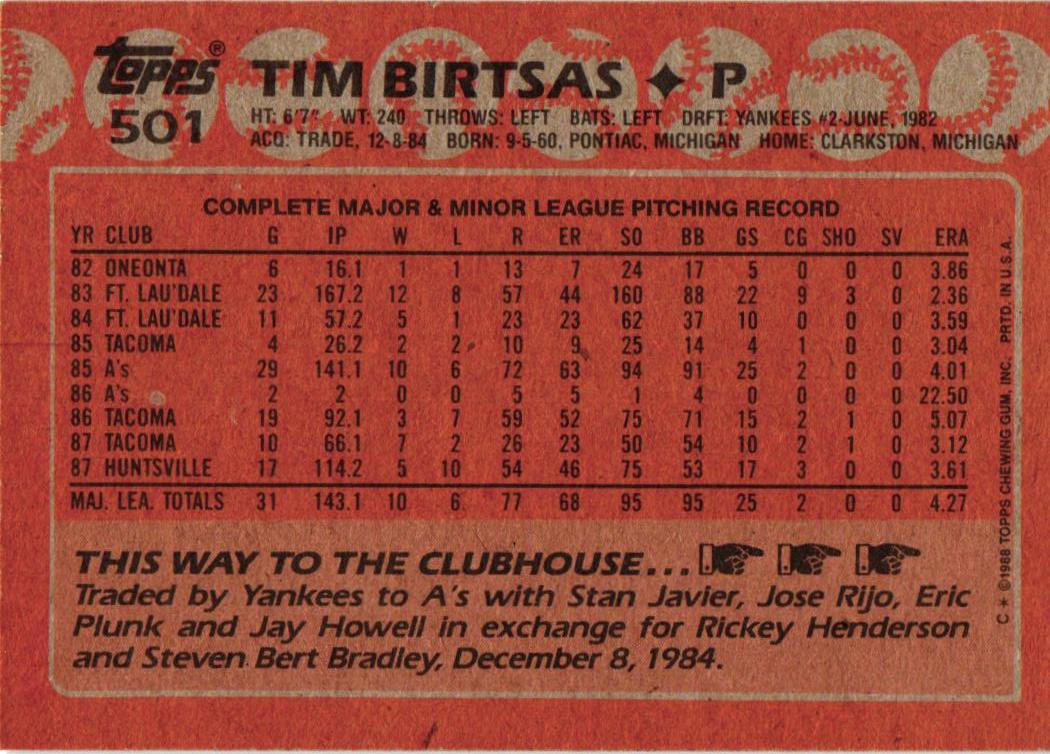 topps®
501
TIM BIRTSAS ✦ P
HT: 6'7" WT: 240 THROWS: LEFT BATS: LEFT DRFT: YANKEES #2-JUNE, 1982
ACQ: TRADE, 12-8-84 BORN: 9-5-60, PONTIAC, MICHIGAN HOME: CLARKSTON, MICHIGAN
COMPLETE MAJOR & MINOR LEAGUE PITCHING RECORD
YR CLUB G IP W L R ER SO BB GS CG SHO SV ERA
82 ONEONTA 6 16.1 1 1 13 7 24 17 5 0 0 0 3.86
83 FT. LAU'DALE 23 167.2 12 8 57 44 160 88 22 9 3 0 2.36
84 FT. LAU'DALE 11 57.2 5 1 23 23 62 37 10 0 0 0 3.59
85 TACOMA 4 26.2 2 2 10 9 25 14 4 1 0 0 3.04
85 A's 29 141.1 10 6 72 63 94 91 25 2 0 0 4.01
86 A's 2 2 0 0 5 5 1 4 0 0 0 0 22.50
86 TACOMA 19 92.1 3 7 59 52 75 71 15 2 1 0 5.07
87 TACOMA 10 66.1 7 2 26 23 50 54 10 2 1 0 3.12
87 HUNTSVILLE 17 114.2 5 10 54 46 75 53 17 3 0 0 3.61
MAJ. LEA. TOTALS 31 143.1 10 6 77 68 95 95 25 2 0 0 4.27
THIS WAY TO THE CLUBHOUSE...
Traded by Yankees to A's with Stan Javier, Jose Rijo, Eric
Plunk and Jay Howell in exchange for Rickey Henderson
and Steven Bert Bradley, December 8, 1984.
C ✶ ©1988 TOPPS CHEWING GUM, INC. PRTD. IN U.S.A.